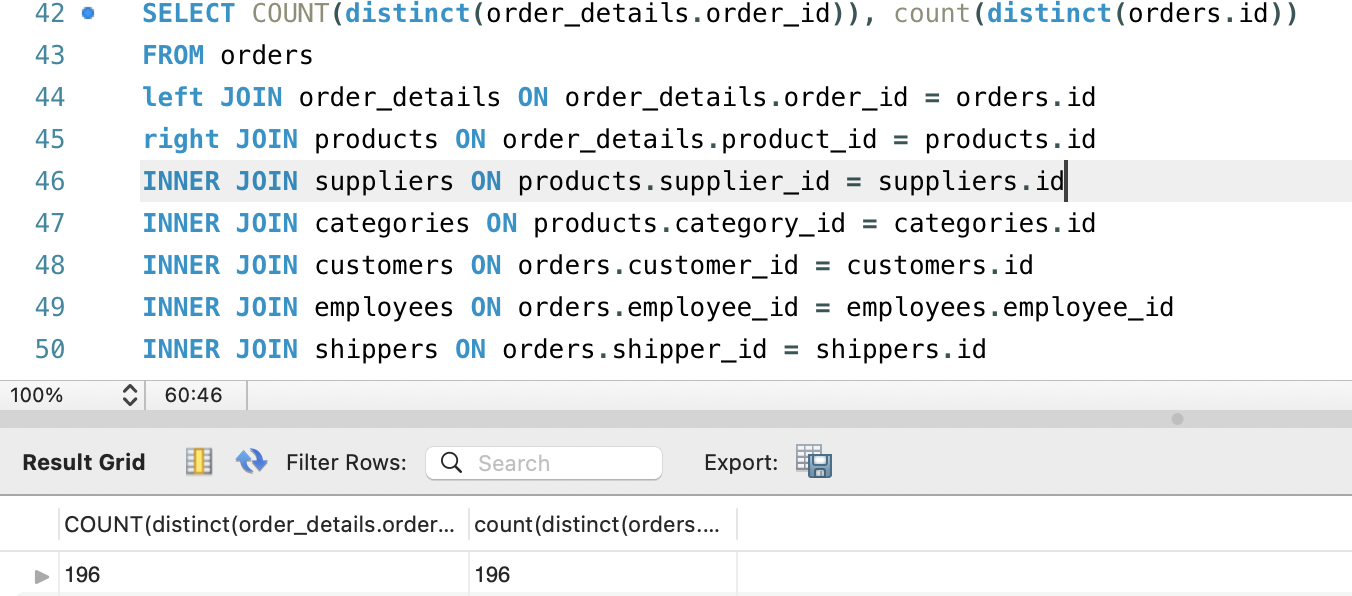 42 SELECT COUNT(distinct(order_details.order_id)), count(distinct(orders.id))
43 FROM orders
44 left JOIN order_details ON order_details.order_id = orders.id
45 right JOIN products ON order_details.product_id = products.id
46 INNER JOIN suppliers ON products.supplier_id = suppliers.id
47 INNER JOIN categories ON products.category_id = categories.id
48 INNER JOIN customers ON orders.customer_id = customers.id
49 INNER JOIN employees ON orders.employee_id = employees.employee_id
50 INNER JOIN shippers ON orders.shipper_id = shippers.id
100% 60:46
Result Grid Filter Rows: Search Export:
COUNT(distinct(order_details.order... count(distinct(orders....
196 196